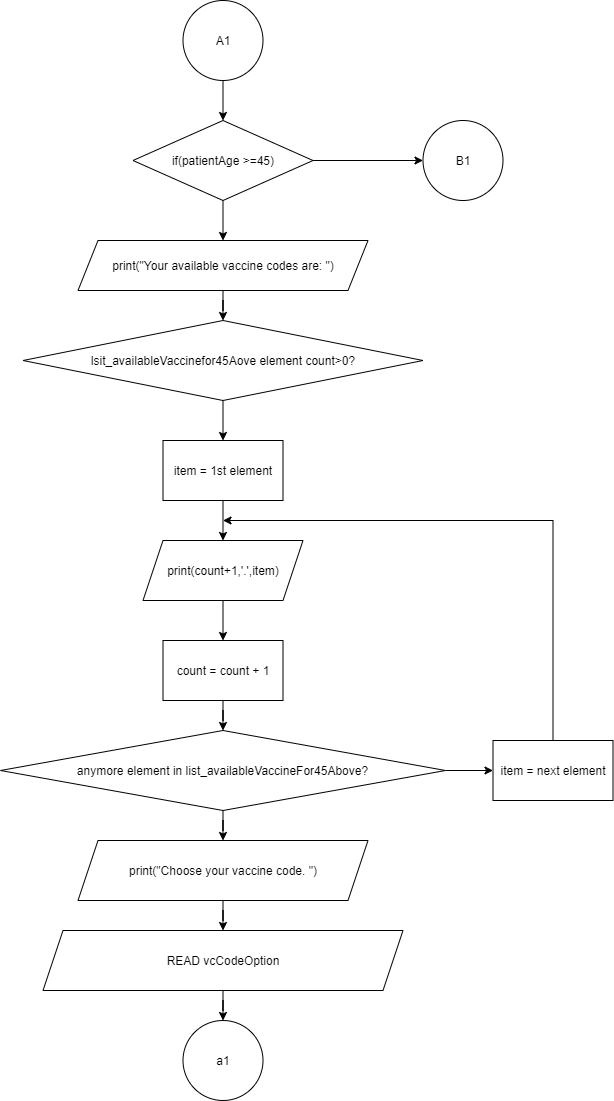 A1
if(patientAge >=45)
B1
print("Your available vaccine codes are: ")
lsit_availableVaccinefor45Aove element count>0?
item = 1st element
print(count+1,'.',item)
count = count + 1
anymore element in list_availableVaccineFor45Above?
item = next element
print("Choose your vaccine code. ")
READ vcCodeOption
a1